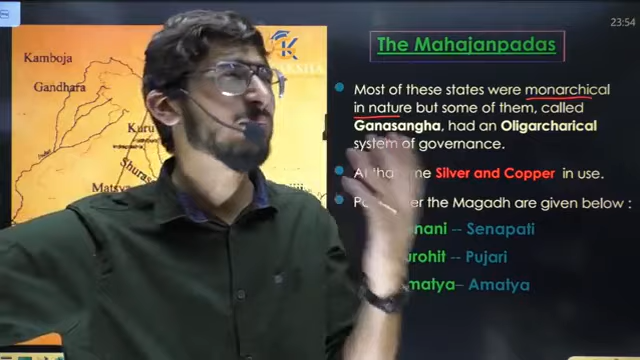 23:54
The Mahajanpadas
Kamboja
Gandhara
Kuru
Matsya
Most of these states were monarchical
in nature but some of them, called
Ganasangha, had an Oligarcharical
system of governance.
Silver and Copper in use.
the Magadh are given below :
-- Senapati
-- Pujari
– Amatya